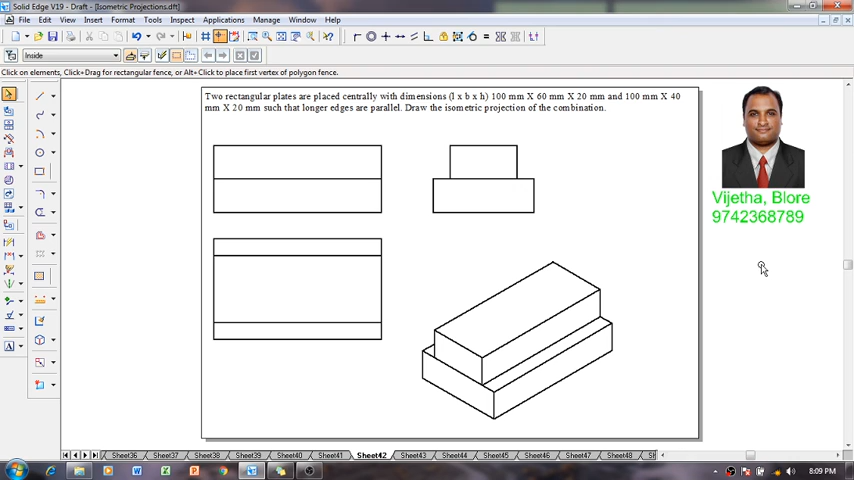 Solid Edge V19 - Draft - [Isometric Projections.dft]
File Edit View Insert Format Tools Inspect Applications Manage Window Help
Inside
Click on elements, Click+Drag for rectangular fence, or Alt+Click to place first vertex of polygon fence.
Two rectangular plates are placed centrally with dimensions (l x b x h) 100 mm X 60 mm X 20 mm and 100 mm X 40
mm X 20 mm such that longer edges are parallel. Draw the isometric projection of the combination.
Vijetha, Blore
9742368789
Sheet36 Sheet37 Sheet38 Sheet39 Sheet40 Sheet41 Sheet42 Sheet43 Sheet44 Sheet45 Sheet46 Sheet47 Sheet48 Sh
8:09 PM